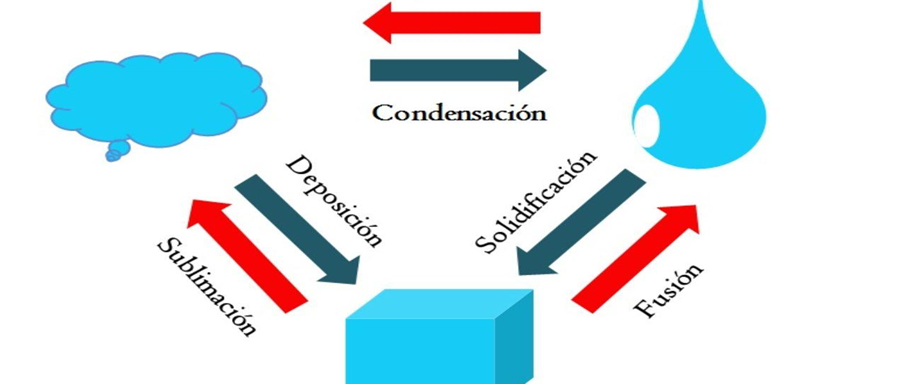 Condensación
Deposición
Solidificación
Sublimación
Fusión